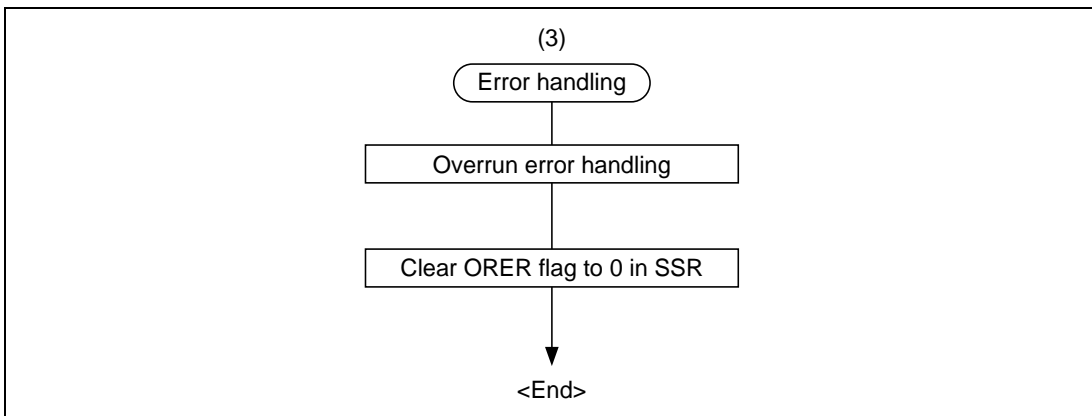 (3)
Error handling
Overrun error handling
Clear ORER flag to 0 in SSR
<End>